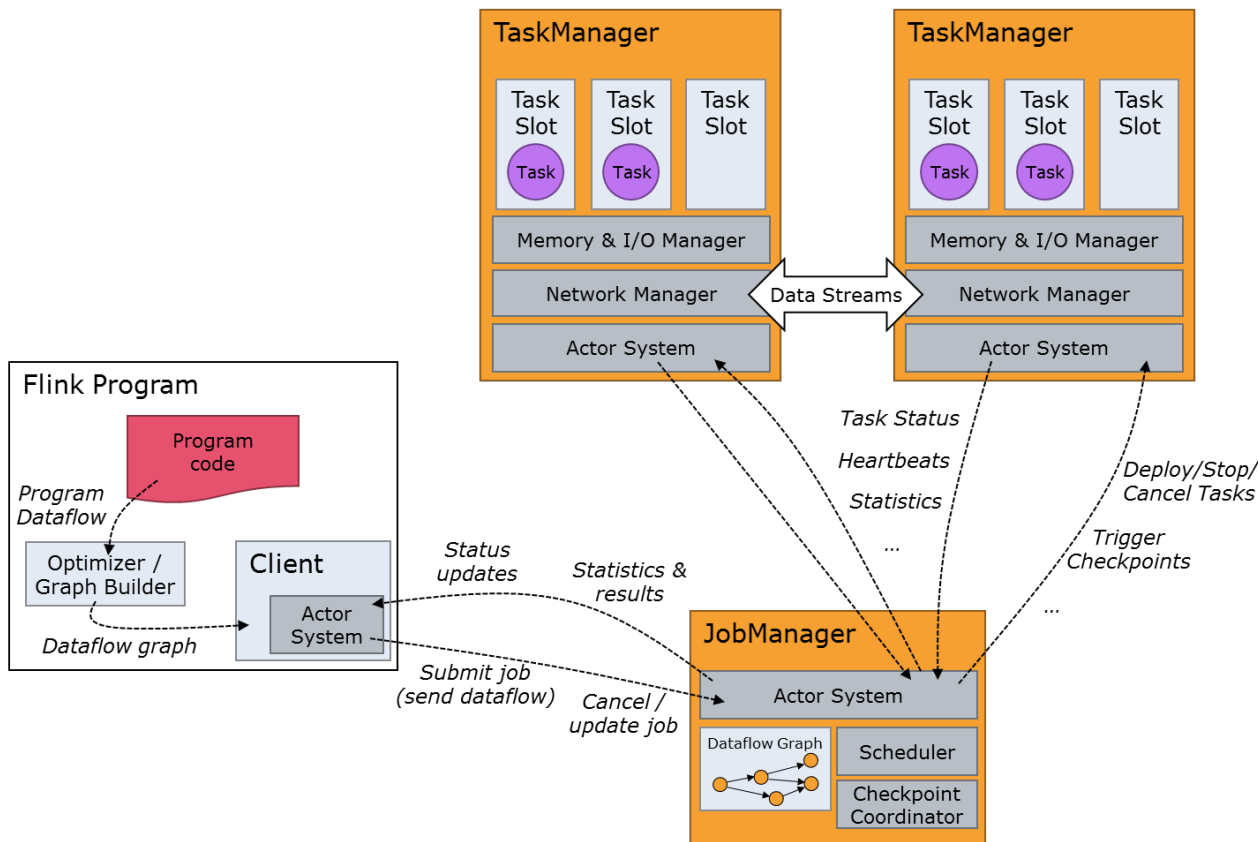 TaskManager
Task
Slot
Task
Task
Slot
Task
Task
Slot
Memory & I/O Manager
Network Manager
Actor System
TaskManager
Task
Slot
Task
Task
Slot
Task
Task
Slot
Memory & I/O Manager
Network Manager
Actor System
Data Streams
Flink Program
Program
code
Program
Dataflow
Optimizer /
Graph Builder
Dataflow graph
Client
Actor
System
Status
updates
Statistics &
results
Submit job
(send dataflow)
Cancel /
update job
Task Status
Heartbeats
Statistics
...
Deploy/Stop/
Cancel Tasks
Trigger
Checkpoints
...
JobManager
Actor System
Dataflow Graph
Scheduler
Checkpoint
Coordinator